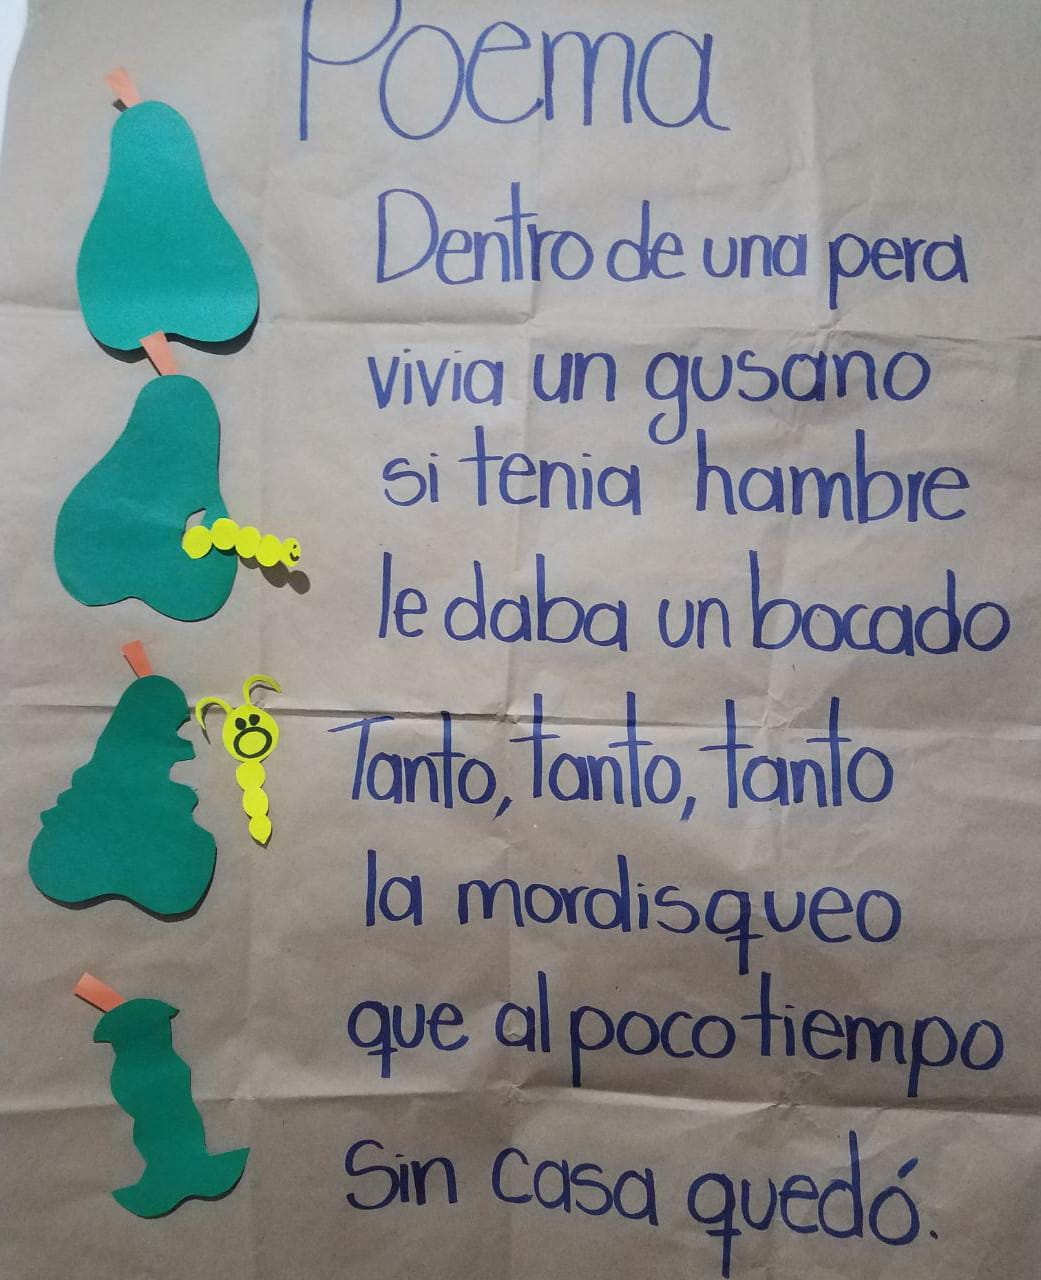 Poema
Dentro de una pera
vivia un gusano
si tenia hambre
le daba un bocado
Tanto, tanto, tanto
la mordisqueo
que al poco tiempo
Sin casa quedó.